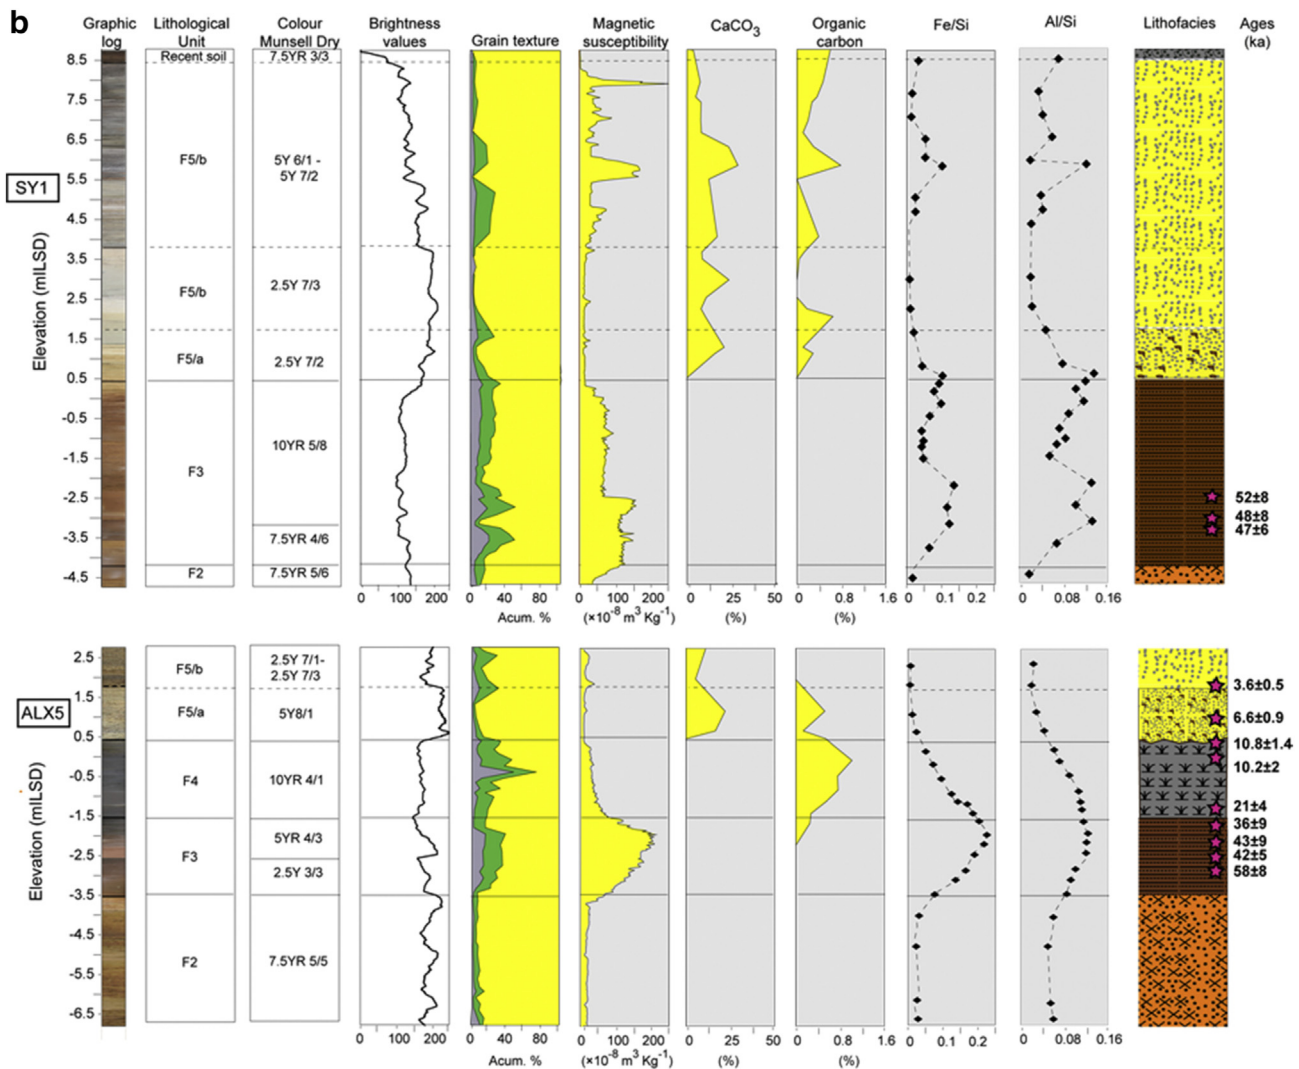 b
Graphic log
Lithological Unit
Colour Munsell Dry
Brightness values
Grain texture
Magnetic susceptibility
CaCO3
Organic carbon
Fe/Si
Al/Si
Lithofacies
Ages (ka)
SY1
Elevation (mILSD)
8.5
7.5
6.5
5.5
4.5
3.5
2.5
1.5
0.5
-0.5
-1.5
-2.5
-3.5
-4.5
Recent soil
F5/b
F5/b
F5/a
F3
F2
7.5YR 3/3
5Y 6/1 -
5Y 7/2
2.5Y 7/3
2.5Y 7/2
10YR 5/8
7.5YR 4/6
7.5YR 5/6
52±8
48±8
47±6
0 100 200
0 40 80
0 100 200
0 25 50
0 0.8 1.6
0 0.1 0.2
0 0.08 0.16
Acum. %
(×10-8 m3 Kg-1)
(%)
(%)
ALX5
Elevation (mILSD)
2.5
1.5
0.5
-0.5
-1.5
-2.5
-3.5
-4.5
-5.5
-6.5
F5/b
F5/a
F4
F3
F2
2.5Y 7/1-
2.5Y 7/3
5Y8/1
10YR 4/1
5YR 4/3
2.5Y 3/3
7.5YR 5/5
3.6±0.5
6.6±0.9
10.8±1.4
10.2±2
21±4
36±9
43±9
42±5
58±8
0 100 200
0 40 80
0 100 200
0 25 50
0 0.8 1.6
0 0.1 0.2
0 0.08 0.16
Acum. %
(×10-8 m3 Kg-1)
(%)
(%)